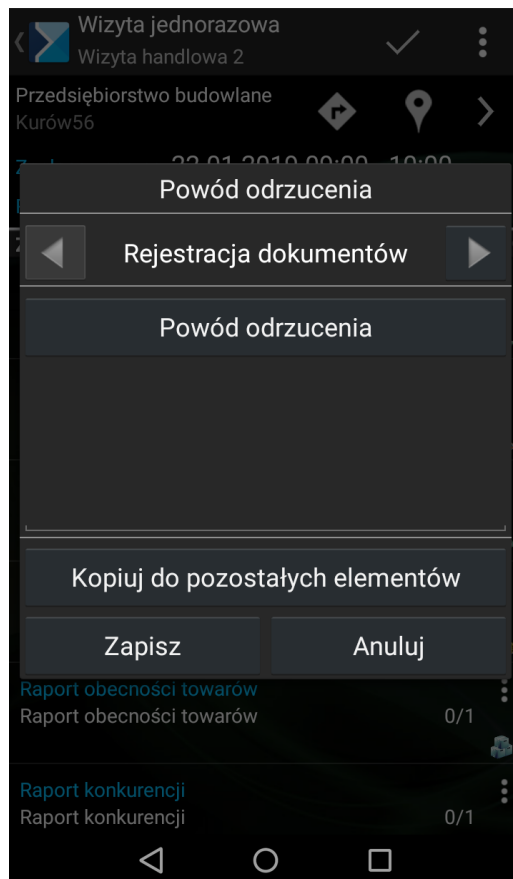 Wizyta jednorazowa
Wizyta handlowa 2
Przedsiębiorstwo budowlane
Kurów56
Powód odrzucenia
Rejestracja dokumentów
Powód odrzucenia
Kopiuj do pozostałych elementów
Zapisz
Anuluj
Raport obecności towarów
Raport obecności towarów 0/1
Raport konkurencji
Raport konkurencji 0/1